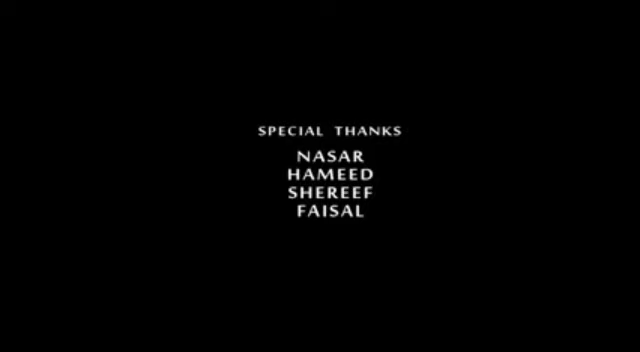 SPECIAL THANKS
NASAR
HAMEED
SHEREEF
FAISAL